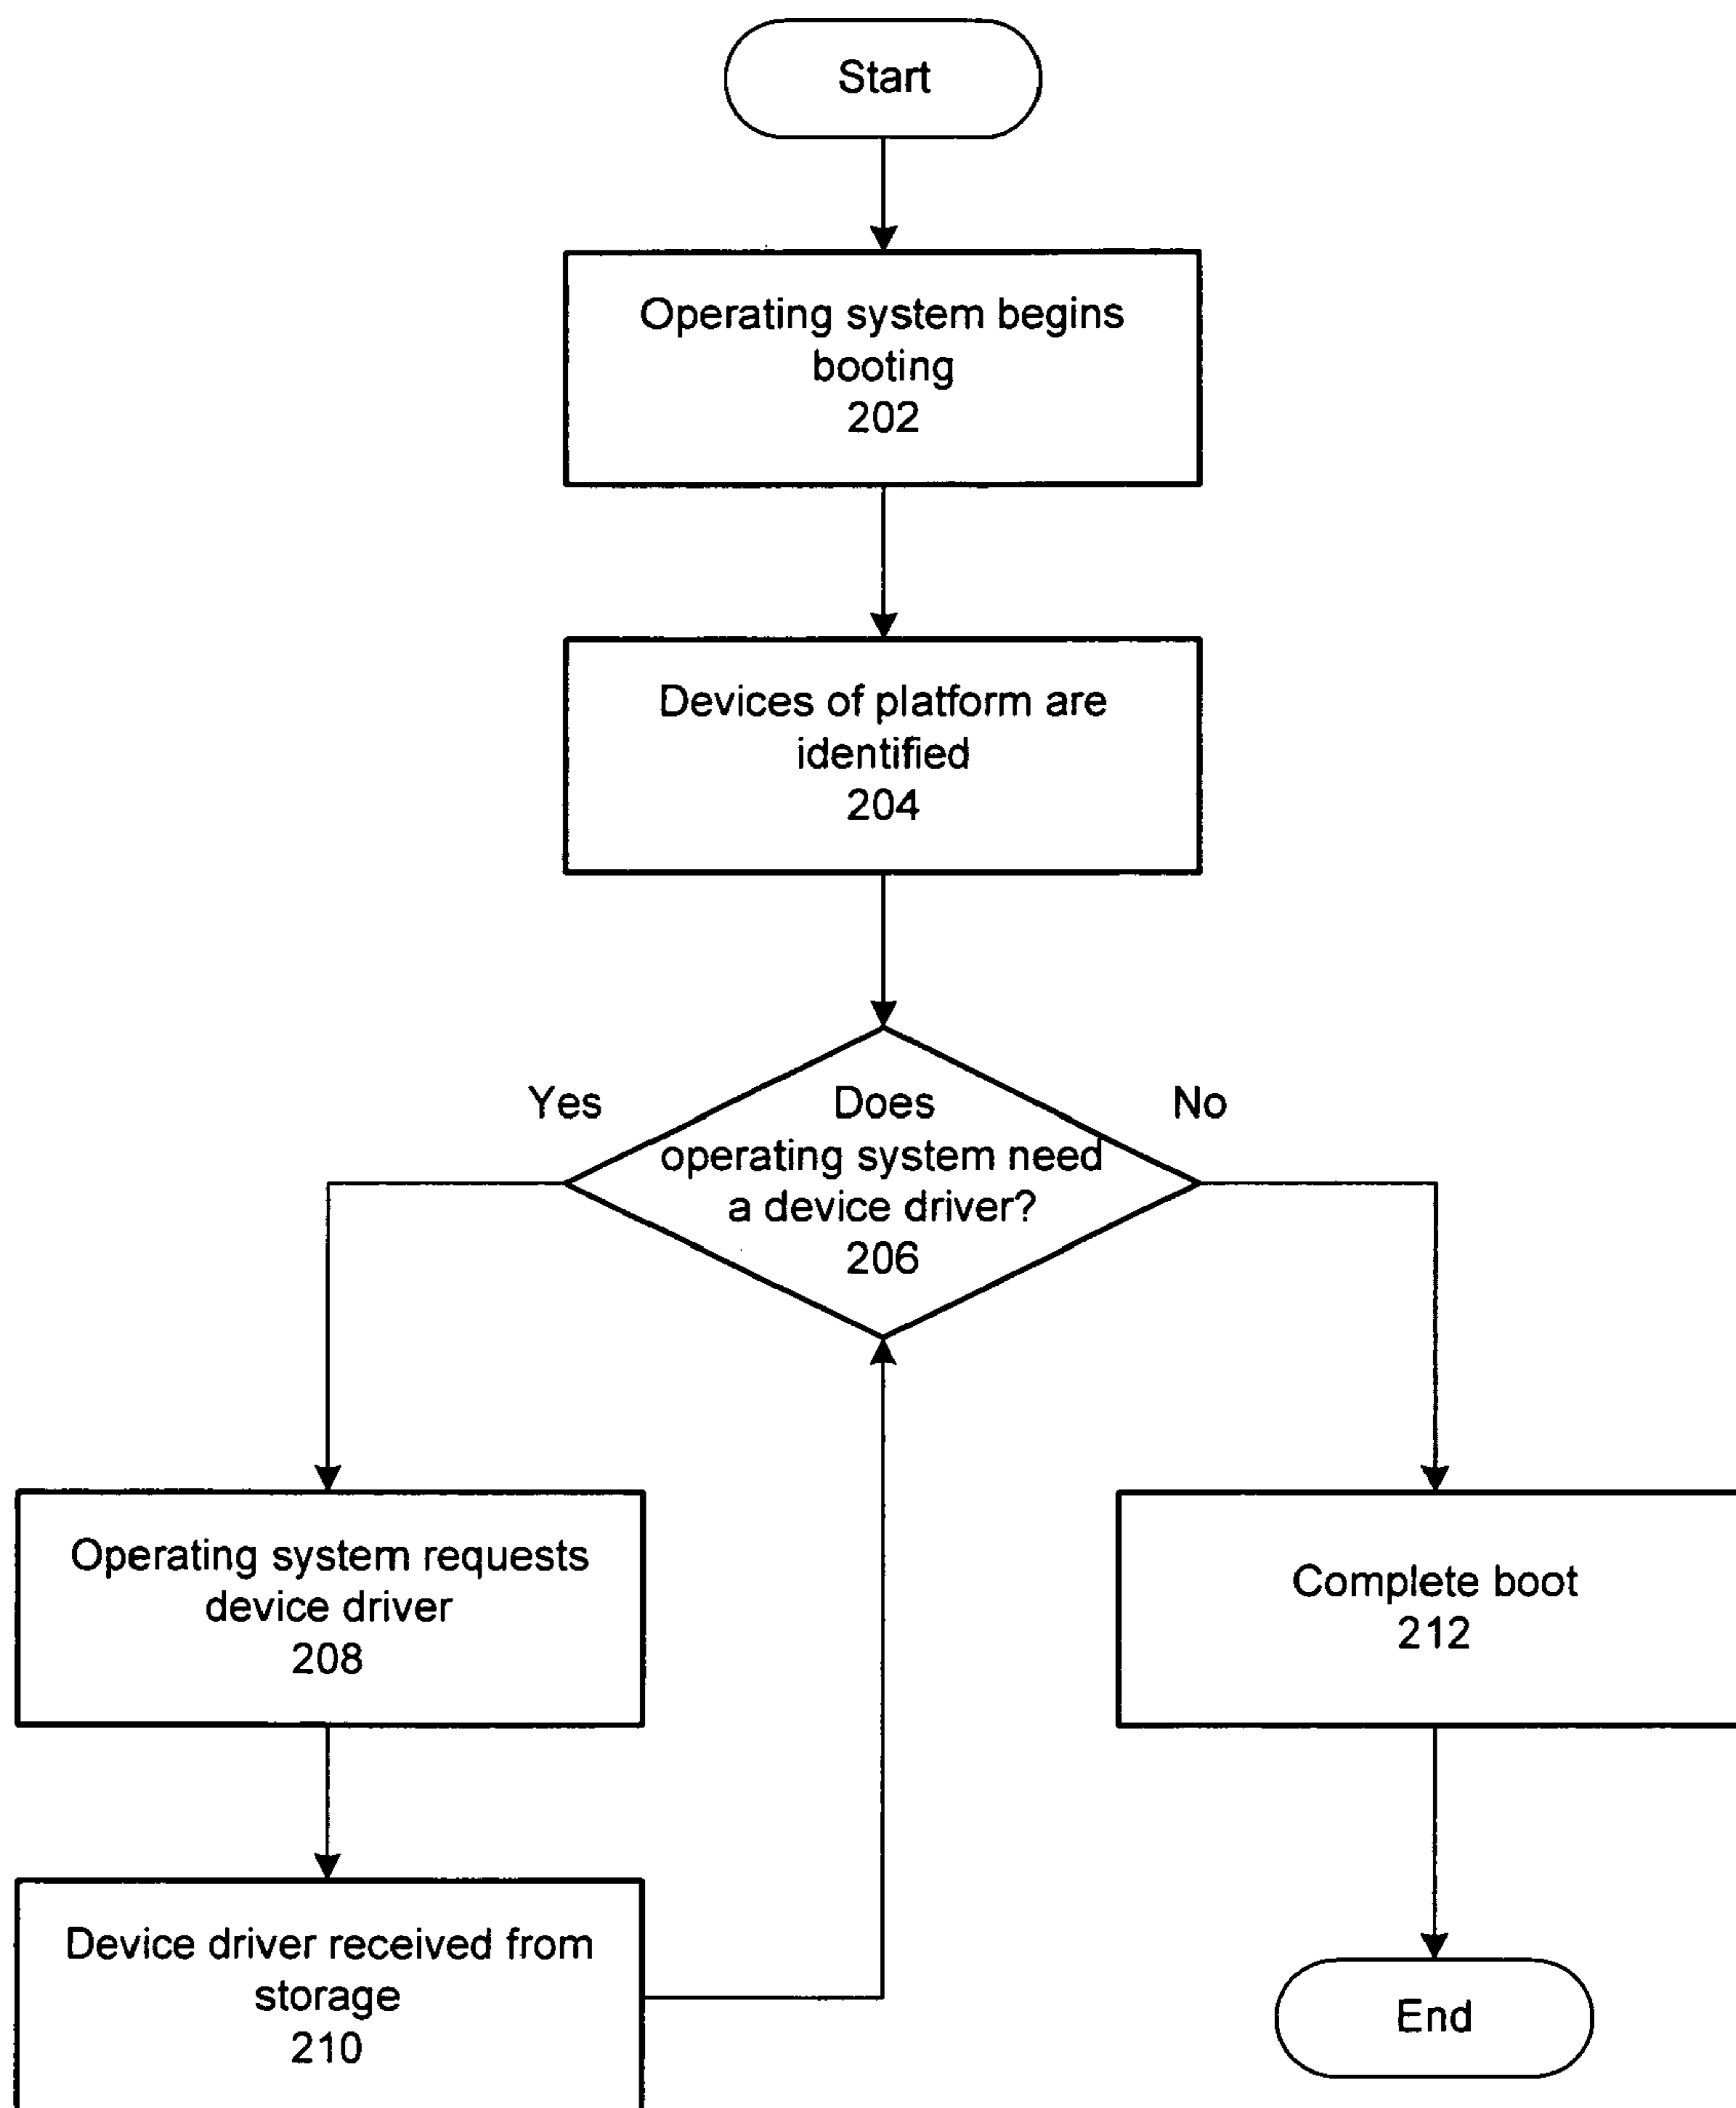 Start
Operating system begins
booting
202
Devices of platform are
identified
204
Yes
Does
operating system need
a device driver?
206
No
Operating system requests
device driver
208
Complete boot
212
Device driver received from
storage
210
End